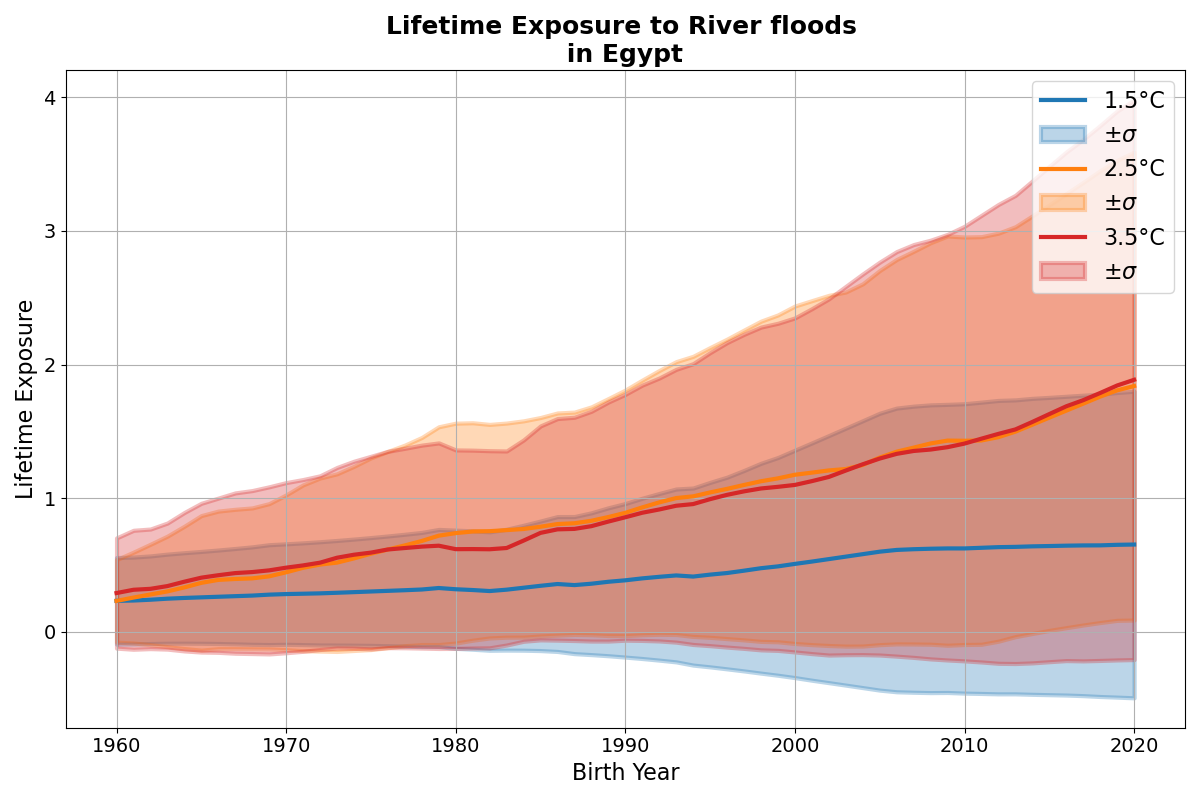 Lifetime Exposure to River floods
in Egypt
4
3
2
1
0
Lifetime Exposure
1.5°C
±σ
2.5°C
±σ
3.5°C
±σ
1960 1970 1980 1990 2000 2010 2020
Birth Year